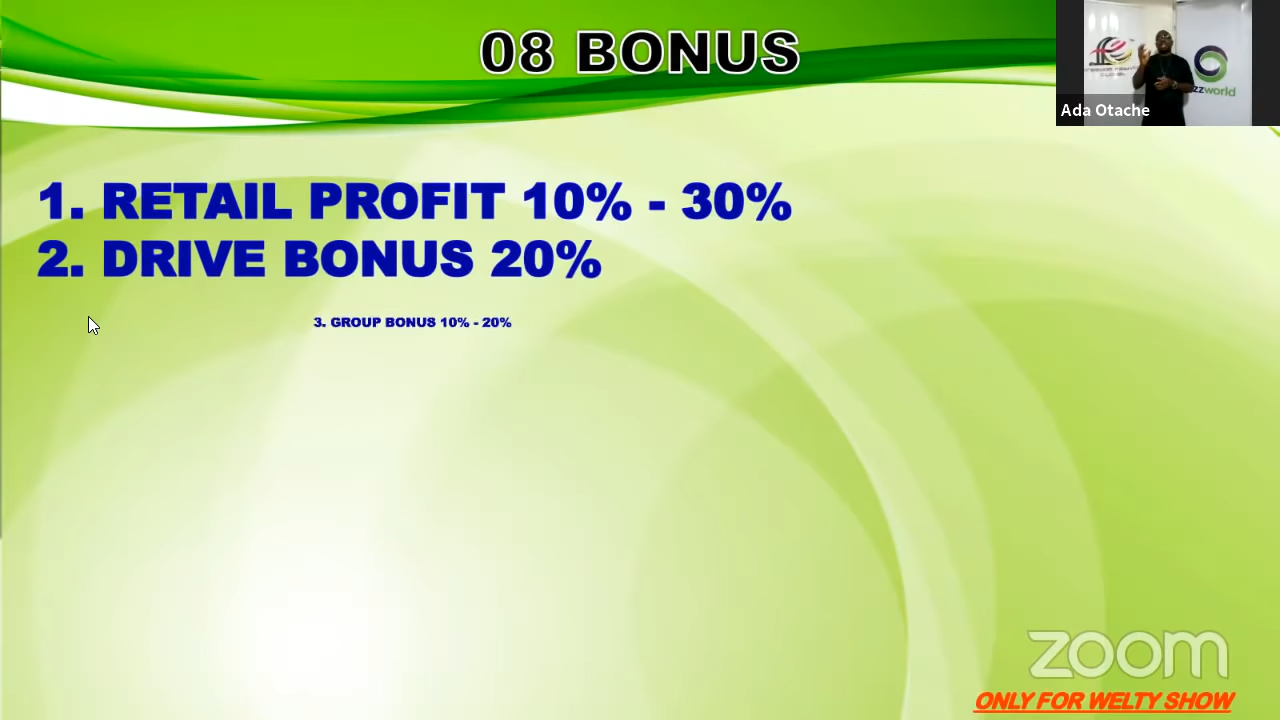 08 BONUS
Ada Otache
zzworld
1. RETAIL PROFIT 10% - 30%
2. DRIVE BONUS 20%
3. GROUP BONUS 10% - 20%
zoom
ONLY FOR WELTY SHOW